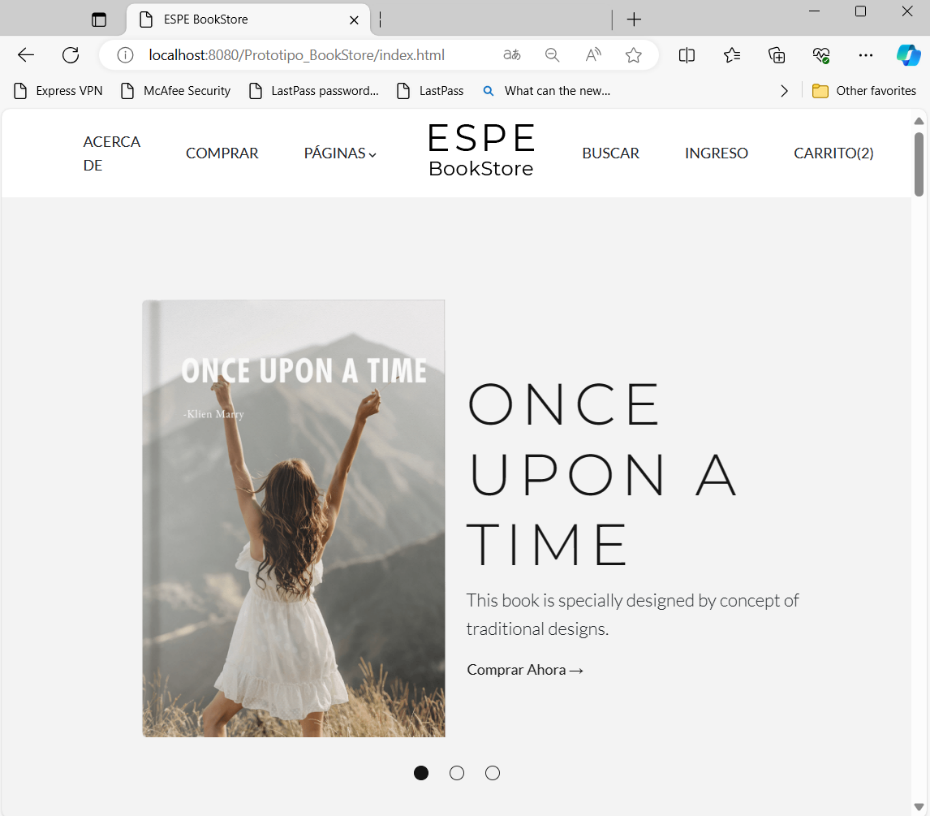 ESPE BookStore
localhost:8080/Prototipo_BookStore/index.html
Express VPN
McAfee Security
LastPass password...
LastPass
What can the new...
Other favorites
ACERCA
DE
COMPRAR
PÁGINAS
ESPE
BookStore
BUSCAR
INGRESO
CARRITO(2)
ONCE UPON A TIME
-Klien Marry
ONCE
UPON A
TIME
This book is specially designed by concept of
traditional designs.
Comprar Ahora→